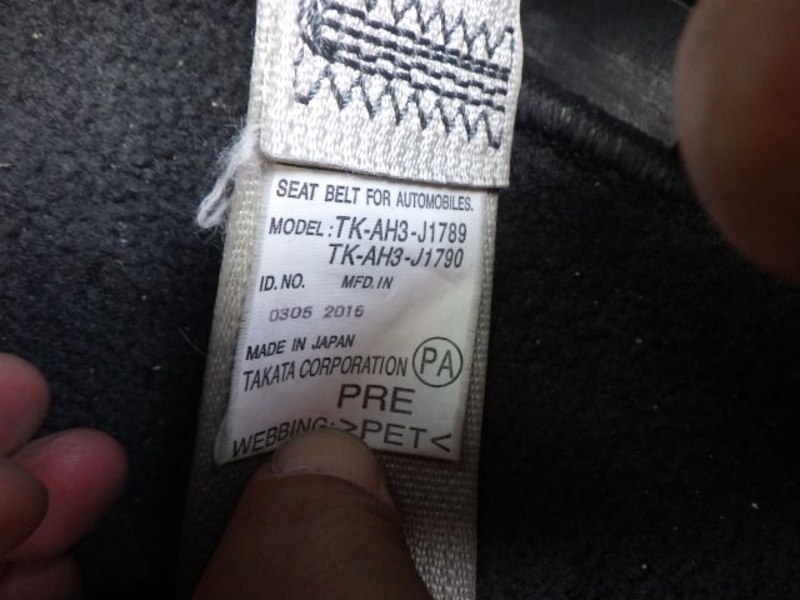 SEAT BELT FOR AUTOMOBILES.
MODEL: TK-AH3-J1789
TK-AH3-J1790
ID. NO. MFD. IN
0305 2016
MADE IN JAPAN
TAKATA CORPORATION PA
PRE
WEBBING: >PET<